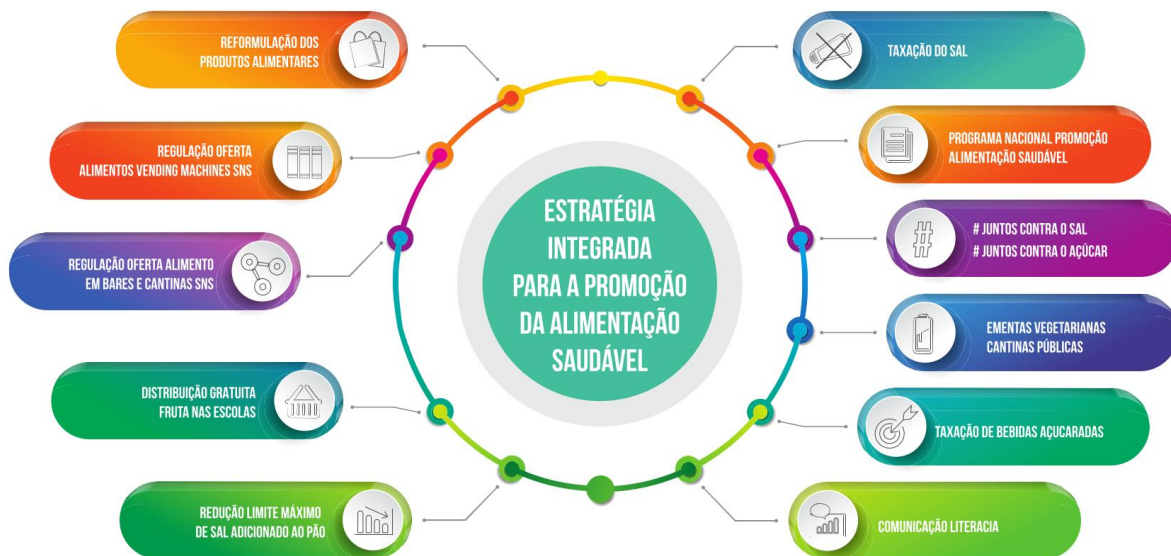 REFORMULAÇÃO DOS
PRODUTOS ALIMENTARES
REGULAÇÃO OFERTA
ALIMENTOS VENDING MACHINES SNS
REGULAÇÃO OFERTA ALIMENTO
EM BARES E CANTINAS SNS
DISTRIBUIÇÃO GRATUITA
FRUTA NAS ESCOLAS
REDUÇÃO LIMITE MÁXIMO
DE SAL ADICIONADO AO PÃO
ESTRATÉGIA
INTEGRADA
PARA A PROMOÇÃO
DA ALIMENTAÇÃO
SAUDÁVEL
TAXAÇÃO DO SAL
PROGRAMA NACIONAL PROMOÇÃO
ALIMENTAÇÃO SAUDÁVEL
# JUNTOS CONTRA O SAL
# JUNTOS CONTRA O AÇÚCAR
EMENTAS VEGETARIANAS
CANTINAS PÚBLICAS
TAXAÇÃO DE BEBIDAS AÇUCARADAS
COMUNICAÇÃO LITERACIA